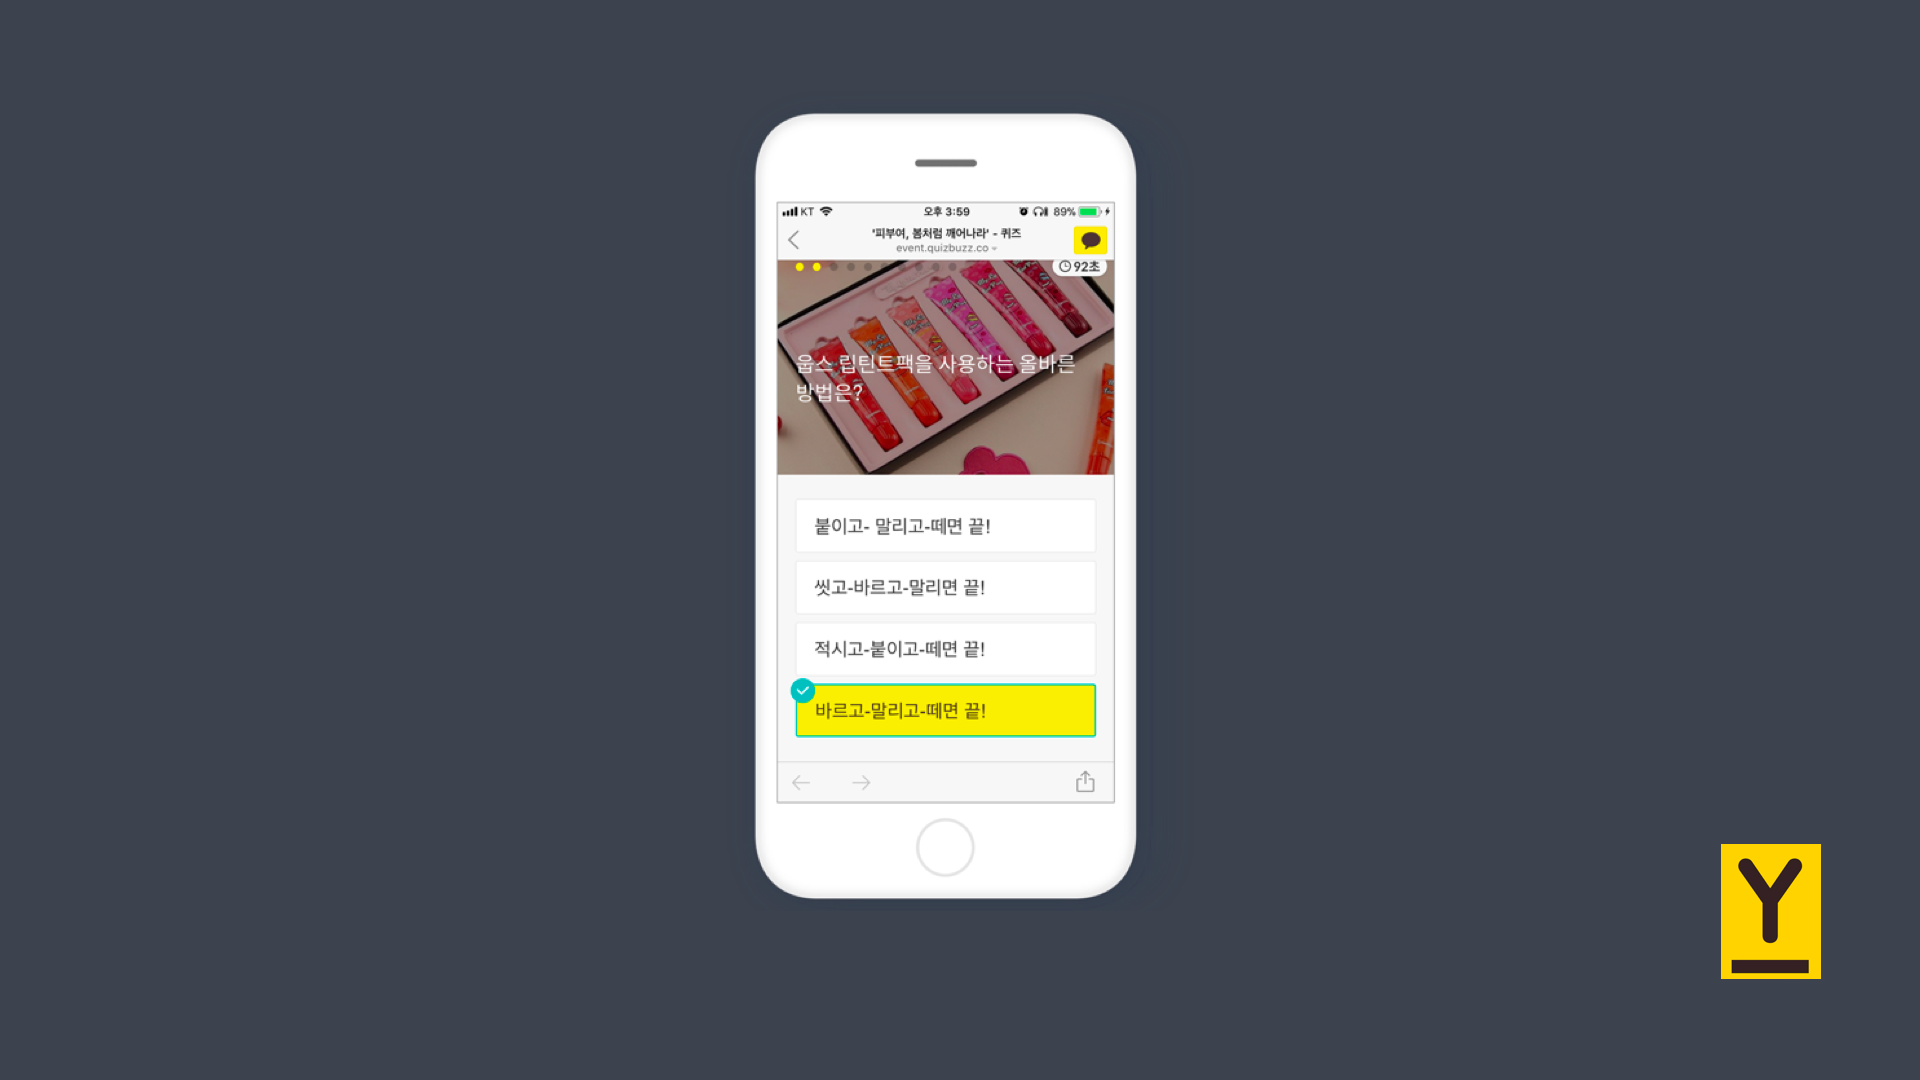 KT
오후 3:59
89%
'피부여, 봄처럼 깨어나라' - 퀴즈
event.quizbuzz.co
92초
웁스 립틴트팩을 사용하는 올바른
방법은?
붙이고- 말리고-떼면 끝!
씻고-바르고-말리면 끝!
적시고-붙이고-떼면 끝!
바르고-말리고-떼면 끝!
Y